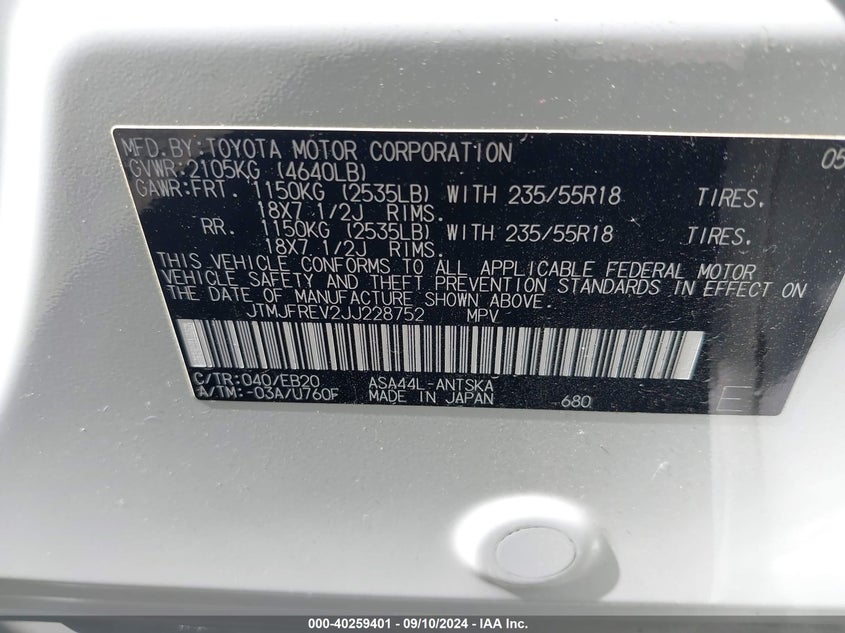 MFD.BY:TOYOTA MOTOR CORPORATION 05
GVWR:2105KG (4640LB)
GAWR:FRT. 1150KG (2535LB) WITH 235/55R18 TIRES.
18X7 1/2J RIMS.
RR. 1150KG (2535LB) WITH 235/55R18 TIRES.
18X7 1/2J RIMS.
THIS VEHICLE CONFORMS TO ALL APPLICABLE FEDERAL MOTOR
VEHICLE SAFETY AND THEFT PREVENTION STANDARDS IN EFFECT ON
THE DATE OF MANUFACTURE SHOWN ABOVE.
JTMJFREV2JJ228752 MPV
C/TR:040/EB20 ASA44L-ANTSKA
A/TM:-03A/U760F MADE IN JAPAN 680 E
000-40259401 - 09/10/2024 - IAA Inc.